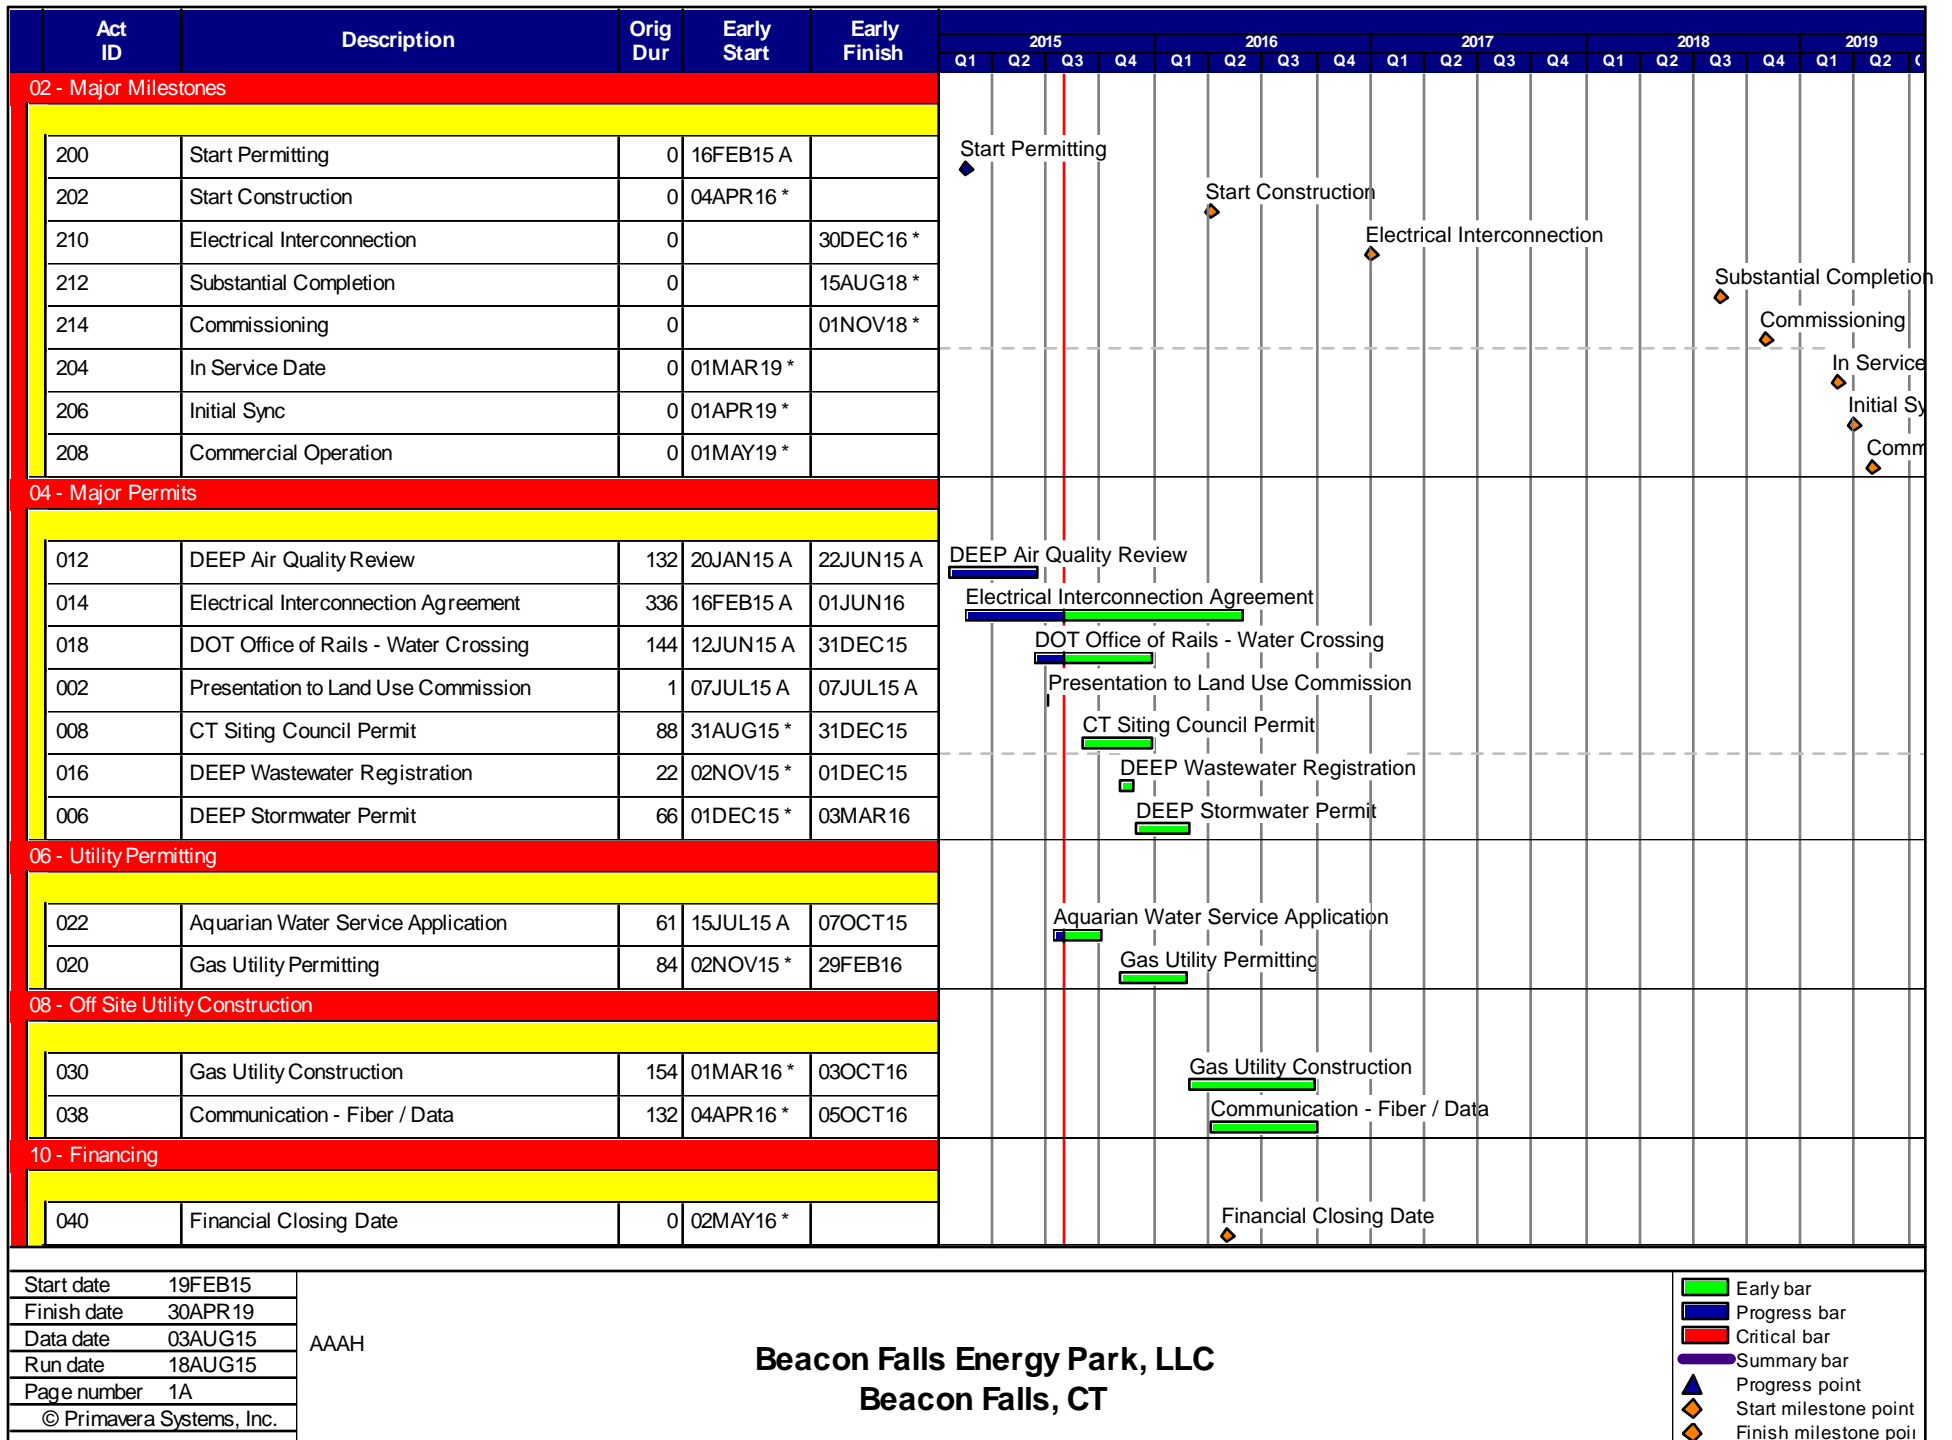 Act ID Description Orig Dur Early Start Early Finish
2015 2016 2017 2018 2019
Q1 Q2 Q3 Q4 Q1 Q2 Q3 Q4 Q1 Q2 Q3 Q4 Q1 Q2 Q3 Q4 Q1 Q2
02 - Major Milestones
200 Start Permitting 0 16FEB15 A Start Permitting
202 Start Construction 0 04APR16 * Start Construction
210 Electrical Interconnection 0 30DEC16 * Electrical Interconnection
212 Substantial Completion 0 15AUG18 * Substantial Completion
214 Commissioning 0 01NOV18 * Commissioning
204 In Service Date 0 01MAR19 * In Service
206 Initial Sync 0 01APR19 * Initial Sy
208 Commercial Operation 0 01MAY19 * Comm
04 - Major Permits
012 DEEP Air Quality Review 132 20JAN15 A 22JUN15 A DEEP Air Quality Review
014 Electrical Interconnection Agreement 336 16FEB15 A 01JUN16 Electrical Interconnection Agreement
018 DOT Office of Rails - Water Crossing 144 12JUN15 A 31DEC15 DOT Office of Rails - Water Crossing
002 Presentation to Land Use Commission 1 07JUL15 A 07JUL15 A Presentation to Land Use Commission
008 CT Siting Council Permit 88 31AUG15 * 31DEC15 CT Siting Council Permit
016 DEEP Wastewater Registration 22 02NOV15 * 01DEC15 DEEP Wastewater Registration
006 DEEP Stormwater Permit 66 01DEC15 * 03MAR16 DEEP Stormwater Permit
06 - Utility Permitting
022 Aquarian Water Service Application 61 15JUL15 A 07OCT15 Aquarian Water Service Application
020 Gas Utility Permitting 84 02NOV15 * 29FEB16 Gas Utility Permitting
08 - Off Site Utility Construction
030 Gas Utility Construction 154 01MAR16 * 03OCT16 Gas Utility Construction
038 Communication - Fiber / Data 132 04APR16 * 05OCT16 Communication - Fiber / Data
10 - Financing
040 Financial Closing Date 0 02MAY16 * Financial Closing Date
Start date 19FEB15
Finish date 30APR19
Data date 03AUG15
Run date 18AUG15
Page number 1A
© Primavera Systems, Inc.
AAAH
Beacon Falls Energy Park, LLC
Beacon Falls, CT
Early bar
Progress bar
Critical bar
Summary bar
Progress point
Start milestone point
Finish milestone poi